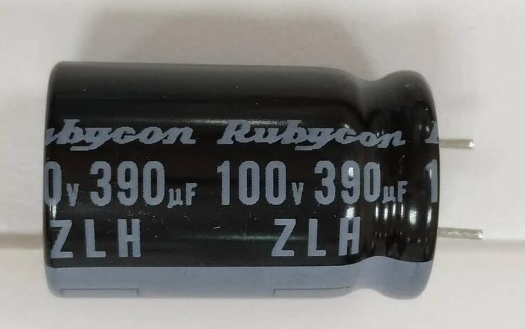 Rubycon Rubycon
0V 390μF 100V 390μF 1
ZLH ZLH